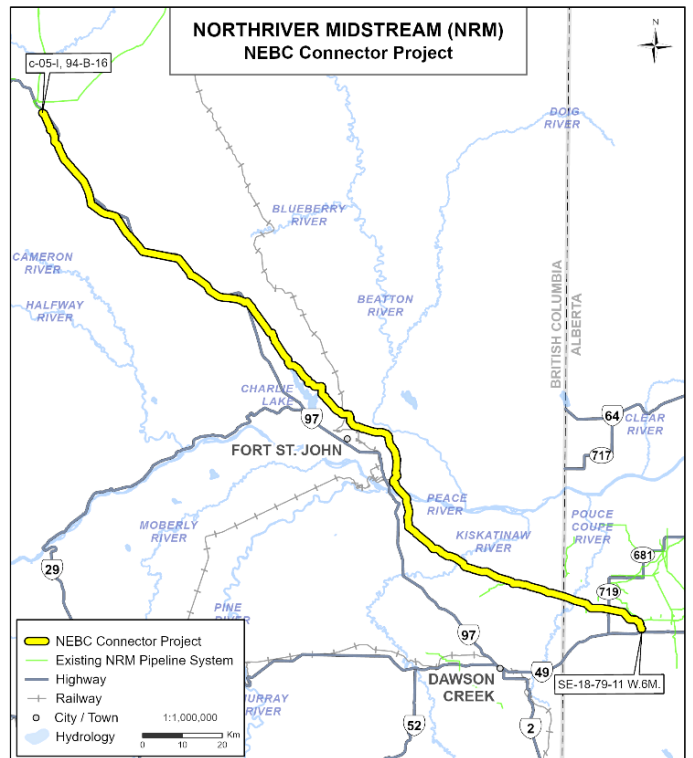 NORTHRIVER MIDSTREAM (NRM)
NEBC Connector Project
N
c-05-I, 94-B-16
DOIG
RIVER
BLUEBERRY
RIVER
CAMERON
RIVER
HALFWAY
RIVER
BEATTON
RIVER
BRITISH COLUMBIA
ALBERTA
CHARLIE
LAKE
97
64
CLEAR
RIVER
717
FORT ST. JOHN
PEACE
RIVER
MOBERLY
RIVER
KISKATINAW
RIVER
POUCE
COUPE
RIVER
681
29
719
PINE
97
49
DAWSON
CREEK
SE-18-79-11 W.6M.
RIVER
52
2
NEBC Connector Project
Existing NRM Pipeline System
Highway
Railway
City / Town
1:1,000,000
Hydrology
0 10 20 Km